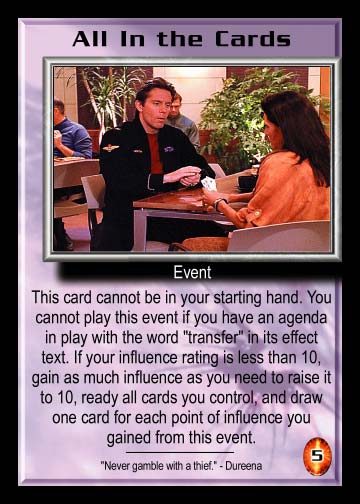 All In the Cards
Event
This card cannot be in your starting hand. You
cannot play this event if you have an agenda
in play with the word "transfer" in its effect
text. If your influence rating is less than 10,
gain as much influence as you need to raise it
to 10, ready all cards you control, and draw
one card for each point of influence you
gained from this event.
"Never gamble with a thief." - Dureena
5